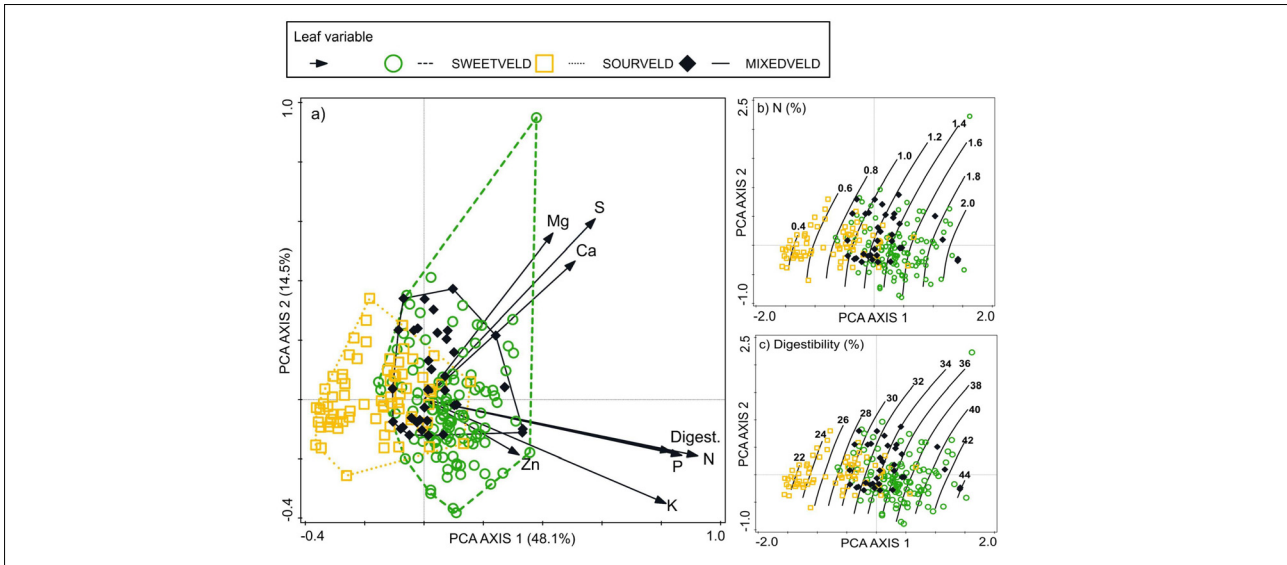 Leaf variable
SWEETVELD SOURVELD MIXEDVELD
a)
1.0
PCA AXIS 2 (14.5%)
-0.4
S
Mg
Ca
Digest.
P N
Zn
K
-0.4 PCA AXIS 1 (48.1%) 1.0
b) N (%)
2.5
PCA AXIS 2
-1.0
1.4
1.2
1.6
1.0
0.8
1.8
0.6
2.0
0.4
-2.0 PCA AXIS 1 2.0
c) Digestibility (%)
2.5
PCA AXIS 2
-1.0
34 36
32
38
30
28
40
26
24
42
22
44
-2.0 PCA AXIS 1 2.0